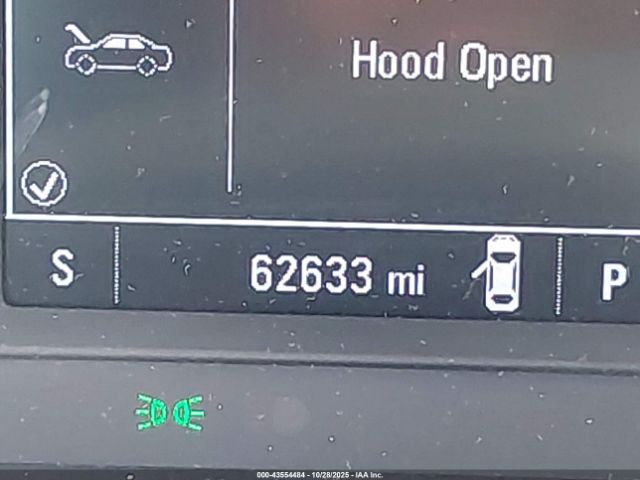 Hood Open
S 62633 mi P
000-43554484 - 10/28/2025 - IAA Inc.